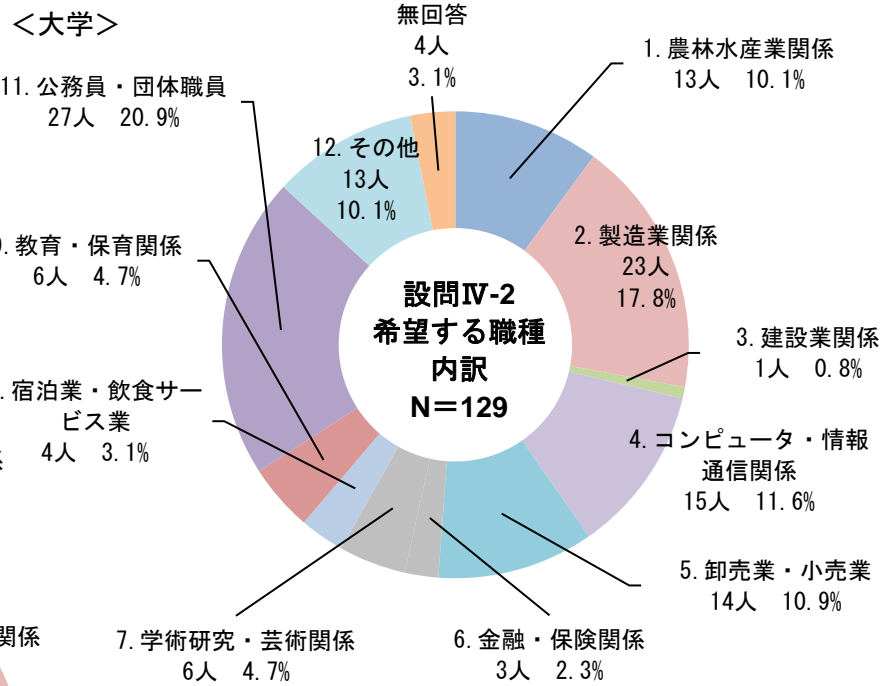 ＜大学＞
無回答
4人
3.1%
1. 農林水産業関係
13人 10.1%
11. 公務員・団体職員
27人 20.9%
12. その他
13人
10.1%
2. 製造業関係
23人
17.8%
. 教育・保育関係
6人 4.7%
設問Ⅳ-2
希望する職種
内訳
N＝129
3. 建設業関係
1人 0.8%
. 宿泊業・飲食サー
ビス業
4人 3.1%
4. コンピュータ・情報
通信関係
15人 11.6%
5. 卸売業・小売業
14人 10.9%
関係
7. 学術研究・芸術関係
6人 4.7%
6. 金融・保険関係
3人 2.3%